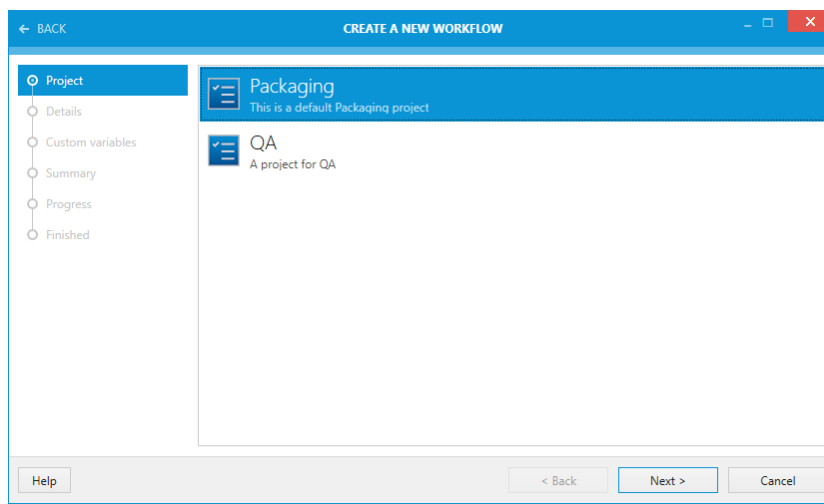 ← BACK
CREATE A NEW WORKFLOW
Project
Details
Custom variables
Summary
Progress
Finished
Packaging
This is a default Packaging project
QA
A project for QA
Help
< Back
Next >
Cancel